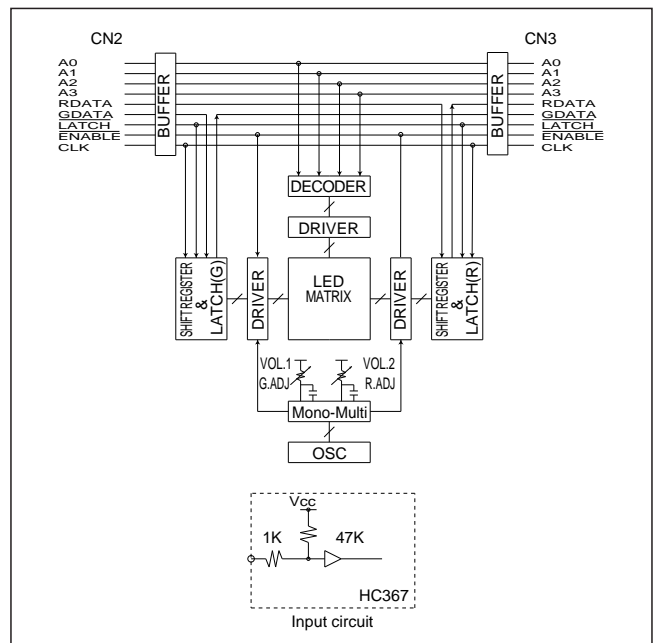 CN2
CN3
A0
A1
A2
A3
RDATA
GDATA
LATCH
ENABLE
CLK
BUFFER
BUFFER
A0
A1
A2
A3
RDATA
GDATA
LATCH
ENABLE
CLK
DECODER
DRIVER
SHIFT REGISTER
&
LATCH(G)
DRIVER
LED
MATRIX
DRIVER
SHIFT REGISTER
&
LATCH(R)
VOL.1
G.ADJ
VOL.2
R.ADJ
Mono-Multi
OSC
Vcc
1K
47K
HC367
Input circuit